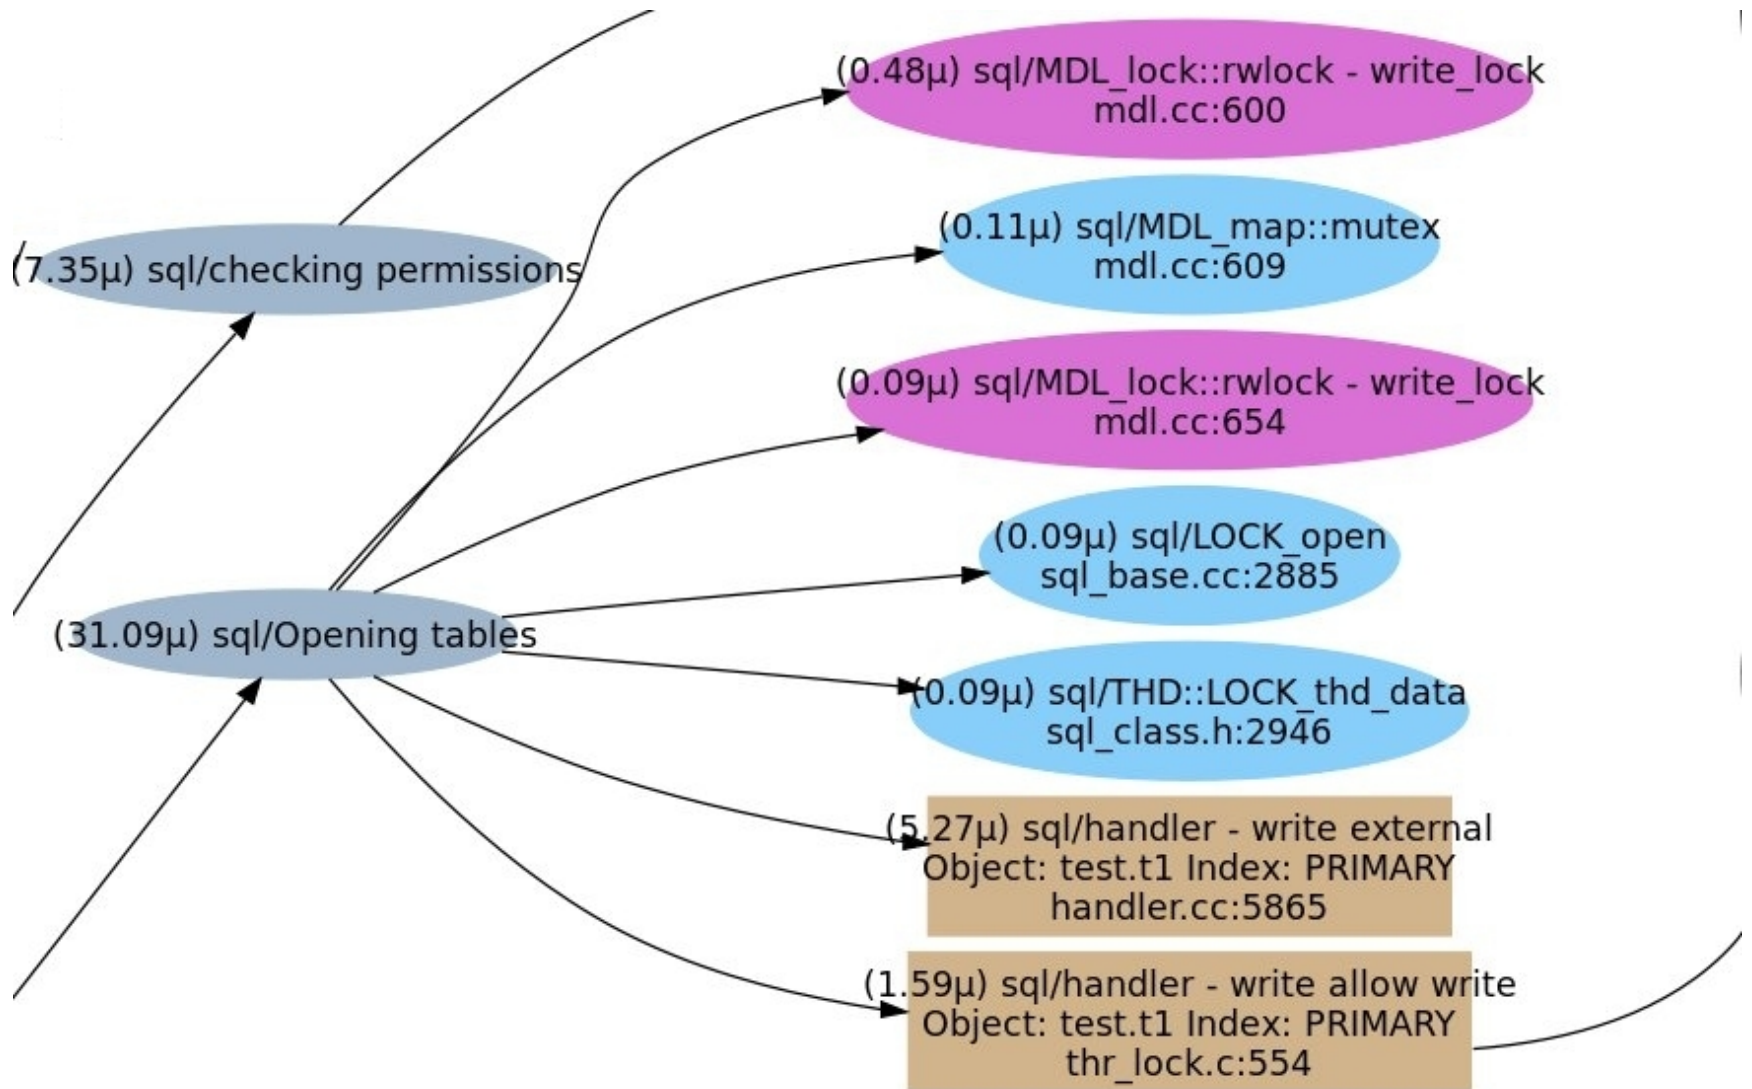 (0.48μ) sql/MDL_lock::rwlock - write_lock
mdl.cc:600
(0.11μ) sql/MDL_map::mutex
mdl.cc:609
(7.35μ) sql/checking permissions
(0.09μ) sql/MDL_lock::rwlock - write_lock
mdl.cc:654
(0.09μ) sql/LOCK_open
sql_base.cc:2885
(31.09μ) sql/Opening tables
(0.09μ) sql/THD::LOCK_thd_data
sql_class.h:2946
(5.27μ) sql/handler - write external
Object: test.t1 Index: PRIMARY
handler.cc:5865
(1.59μ) sql/handler - write allow write
Object: test.t1 Index: PRIMARY
thr_lock.c:554